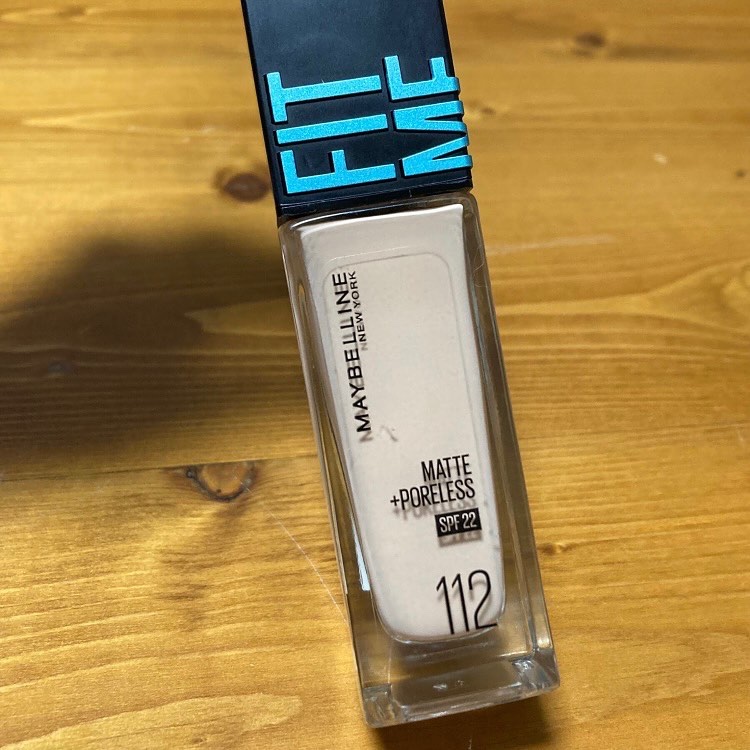 FIT
ME
MAYBELLINE
NEW YORK
MATTE
+PORELESS
SPF 22
112